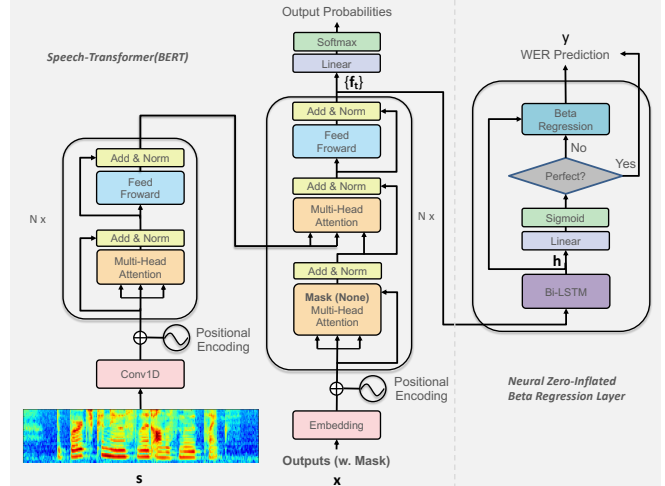 Output Probabilities
Softmax
Linear
{f_t}
Speech-Transformer(BERT)
Add & Norm
Feed
Froward
Add & Norm
Multi-Head
Attention
N x
Positional
Encoding
Conv1D
s
Add & Norm
Feed
Froward
Add & Norm
Multi-Head
Attention
N x
Add & Norm
Mask (None)
Multi-Head
Attention
Positional
Encoding
Embedding
Outputs (w. Mask)
x
y
WER Prediction
Beta
Regression
No
Yes
Perfect?
Sigmoid
Linear
h
Bi-LSTM
Neural Zero-Inflated
Beta Regression Layer